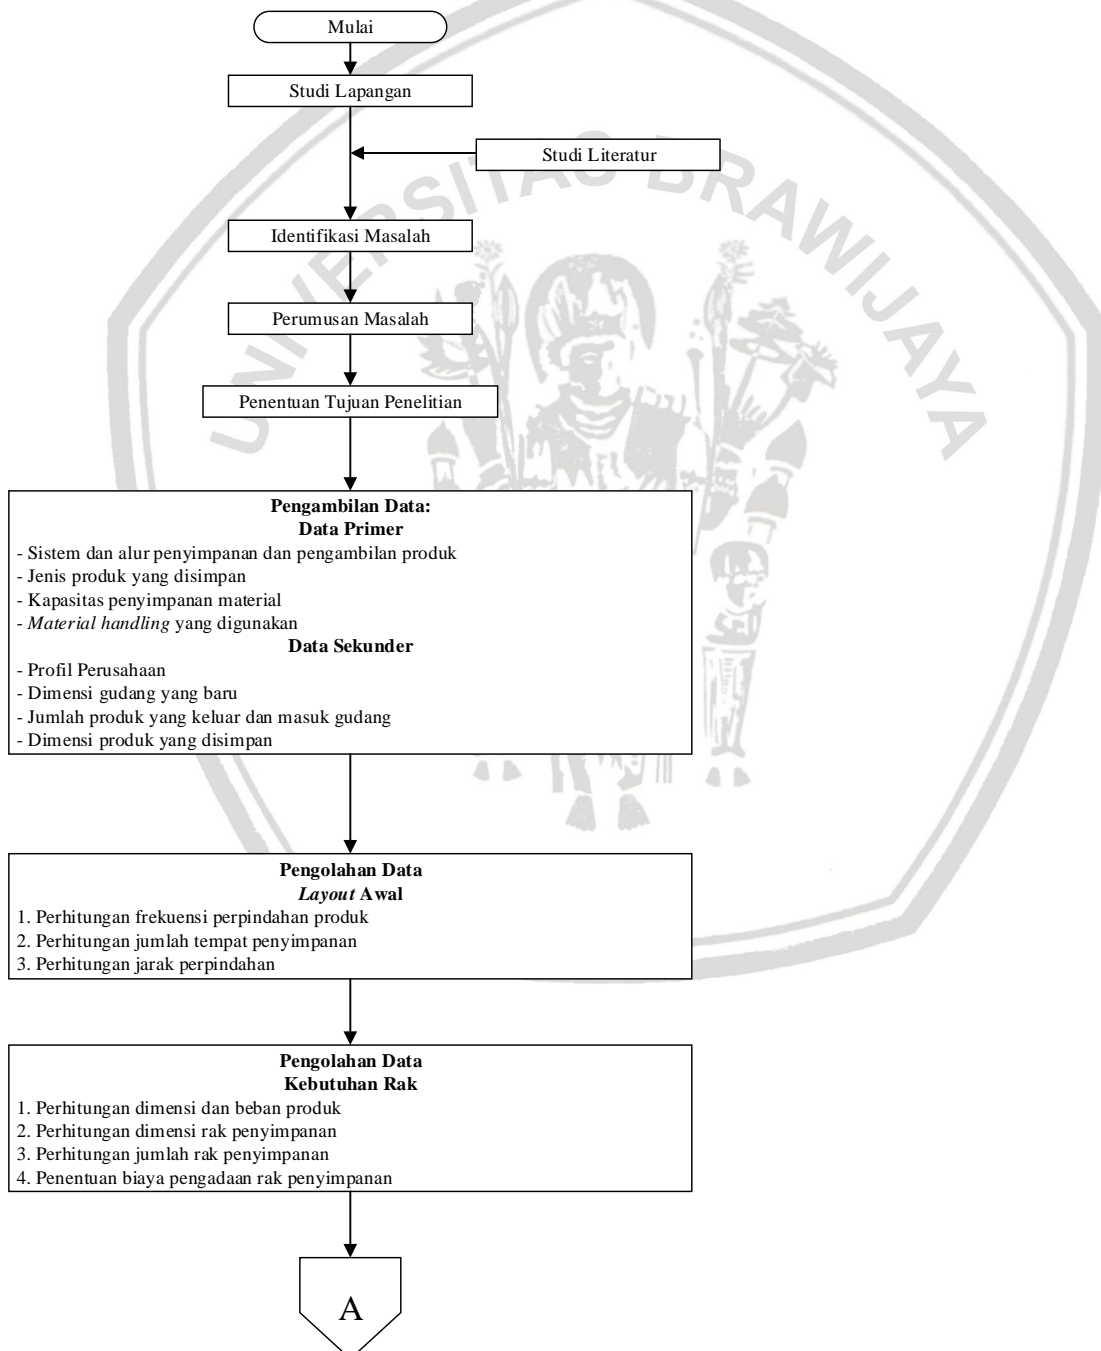 Mulai
Studi Lapangan
Studi Literatur
UNIVERSITAS BRAWIJAYA
Identifikasi Masalah
Perumusan Masalah
Penentuan Tujuan Penelitian
Pengambilan Data:
Data Primer
- Sistem dan alur penyimpanan dan pengambilan produk
- Jenis produk yang disimpan
- Kapasitas penyimpanan material
- Material handling yang digunakan
Data Sekunder
- Profil Perusahaan
- Dimensi gudang yang baru
- Jumlah produk yang keluar dan masuk gudang
- Dimensi produk yang disimpan
Pengolahan Data
Layout Awal
1. Perhitungan frekuensi perpindahan produk
2. Perhitungan jumlah tempat penyimpanan
3. Perhitungan jarak perpindahan
Pengolahan Data
Kebutuhan Rak
1. Perhitungan dimensi dan beban produk
2. Perhitungan dimensi rak penyimpanan
3. Perhitungan jumlah rak penyimpanan
4. Penentuan biaya pengadaan rak penyimpanan
A